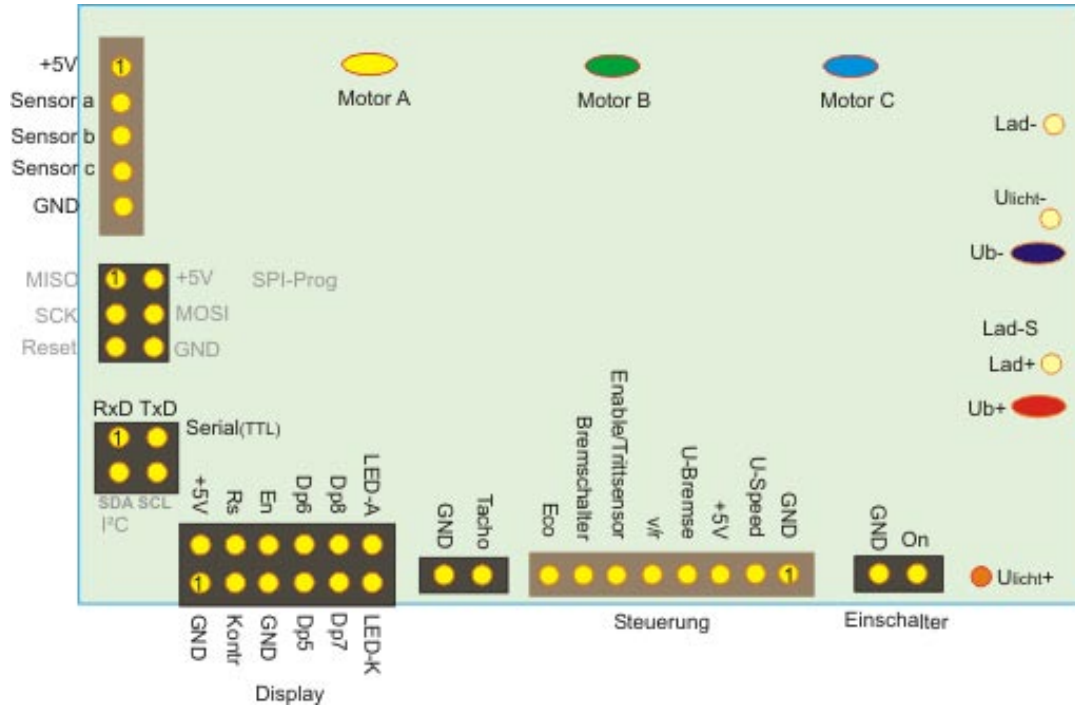 +5V
1
Sensor a
Sensor b
Sensor c
GND
Motor A
Motor B
Motor C
Lad-
Ulicht-
Ub-
Lad-S
Lad+
Ub+
MISO
1
+5V
SPI-Prog
SCK
MOSI
Reset
GND
RxD TxD
1
Serial(TTL)
SDA SCL
I²C
+5V
Rs
En
Dp6
Dp8
LED-A
1
GND
Kontr
GND
Dp5
Dp7
LED-K
Display
GND
Tacho
Eco
Bremschalter
Enable/Trittsensor
v/r
U-Bremse
+5V
U-Speed
GND
1
Steuerung
GND
On
Einschalter
Ulicht+